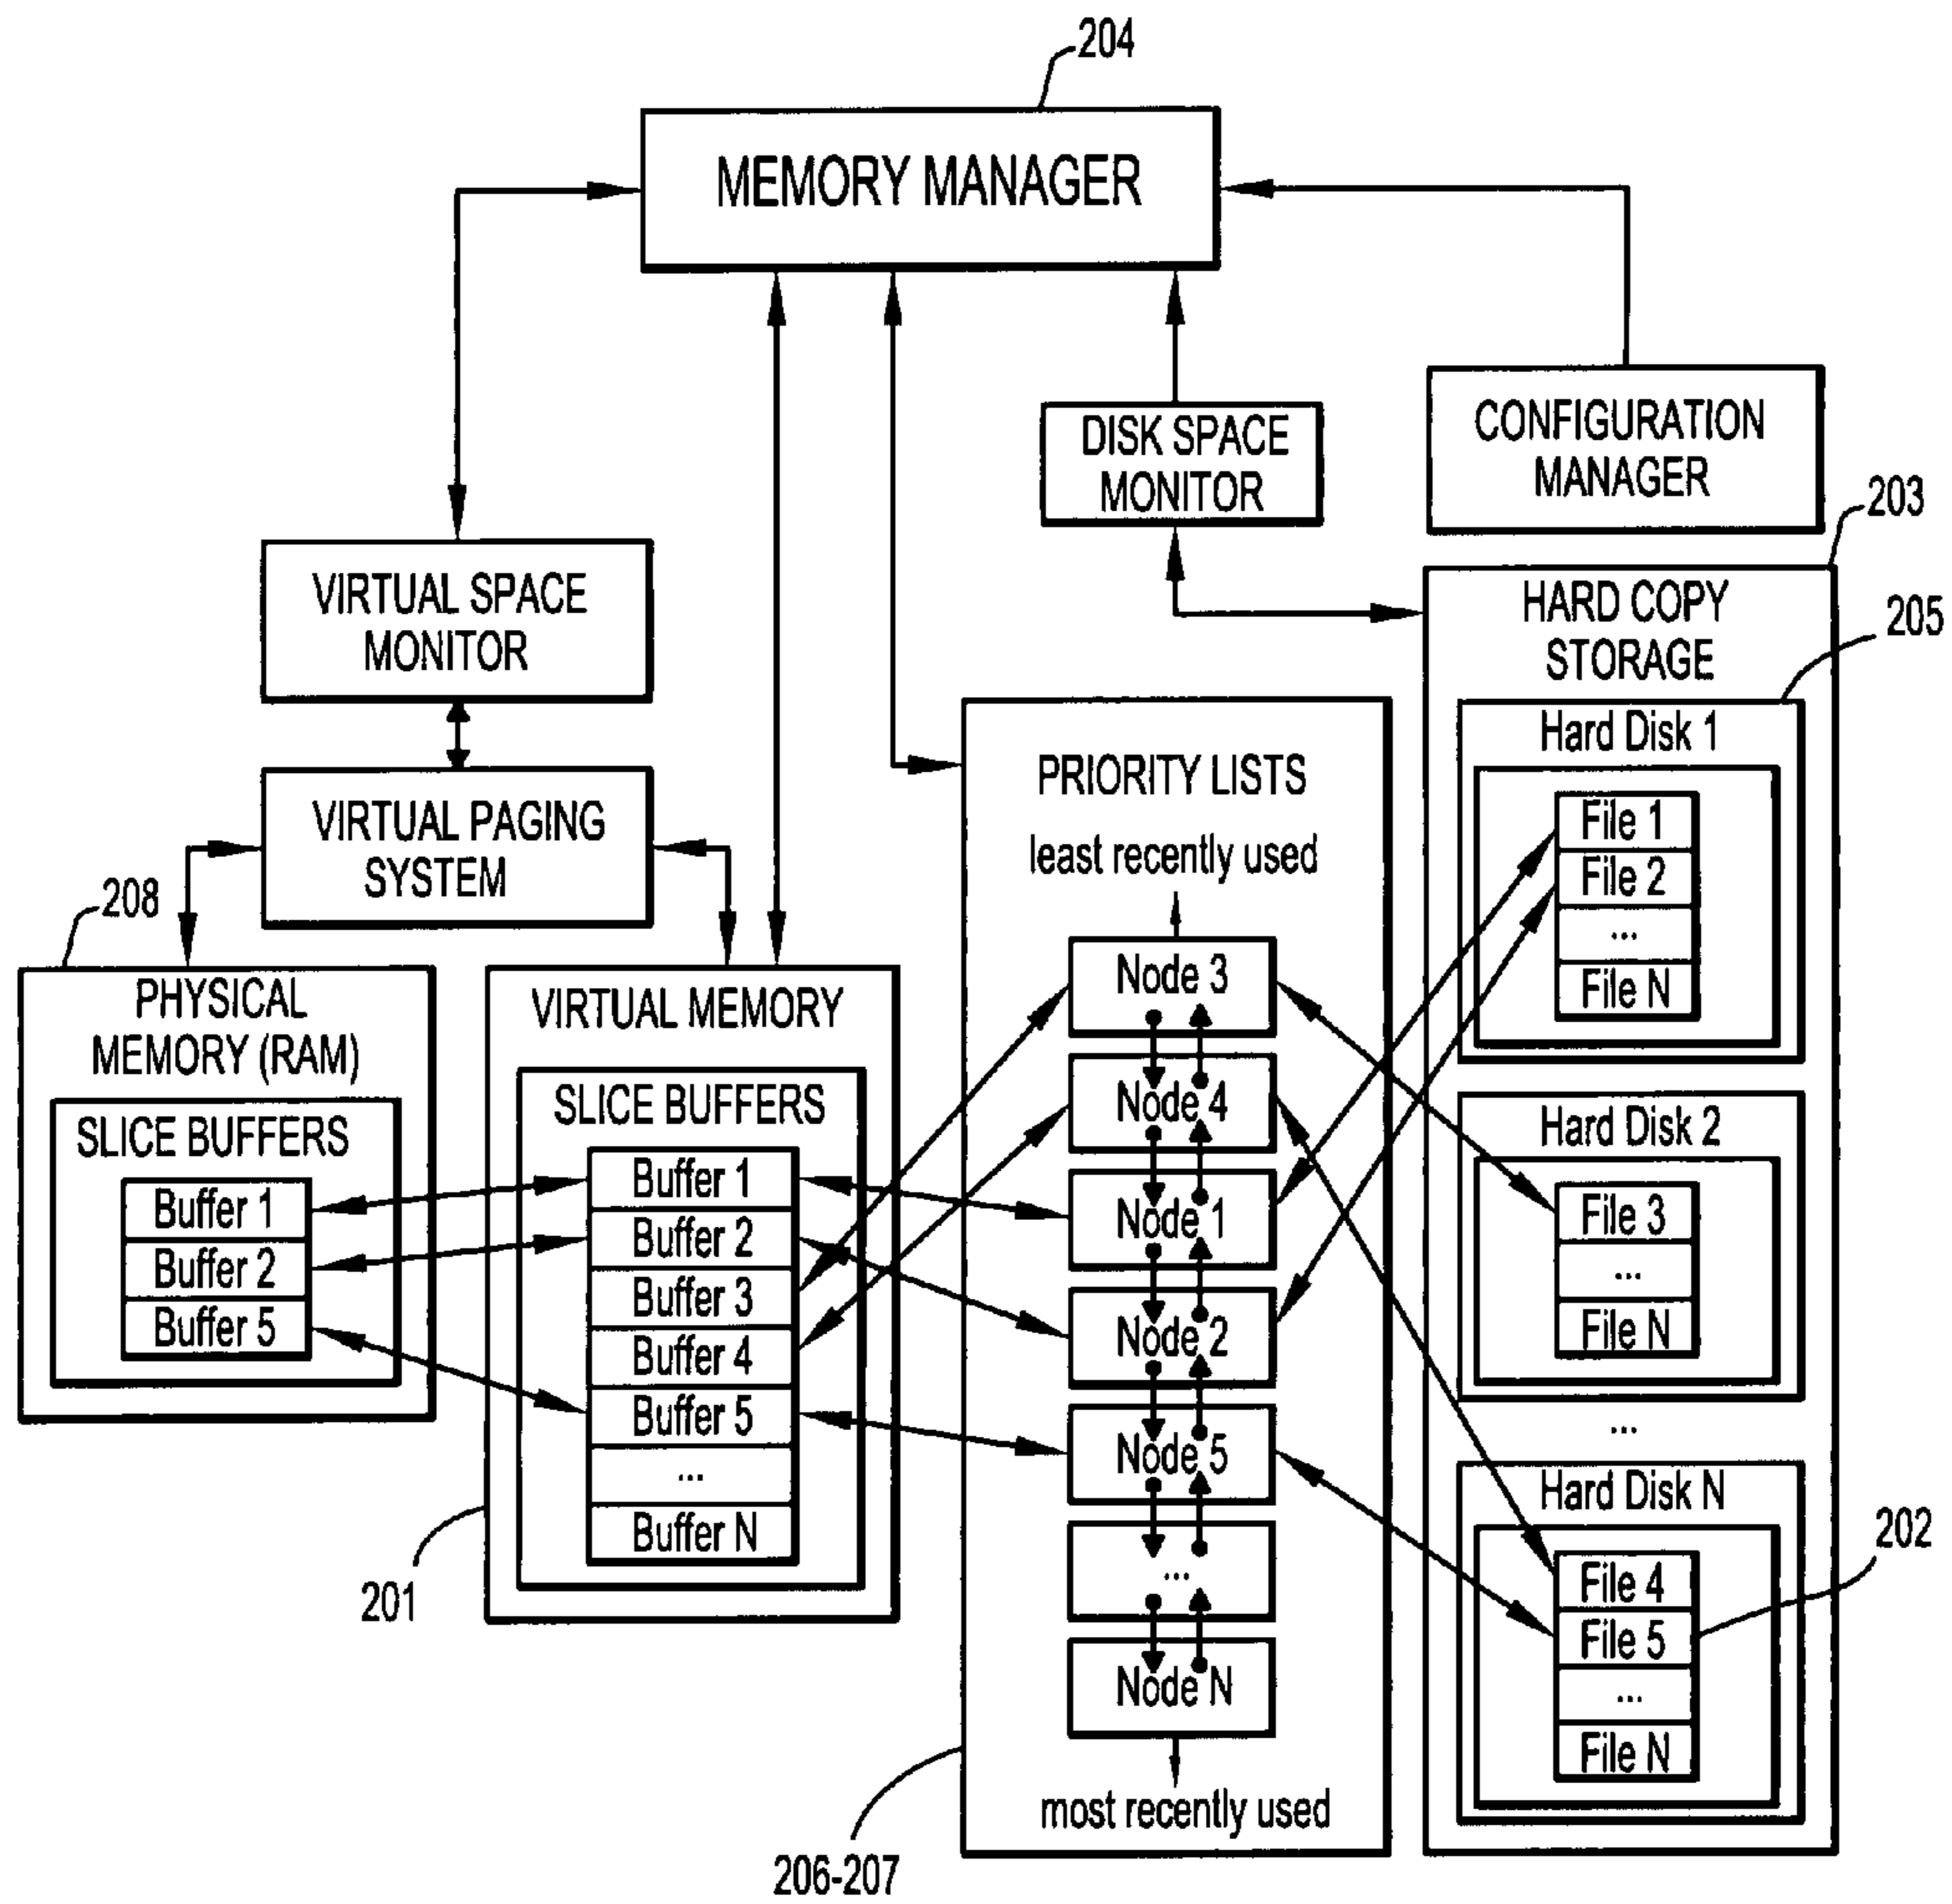 204
MEMORY MANAGER
DISK SPACE
MONITOR
CONFIGURATION
MANAGER
203
VIRTUAL SPACE
MONITOR
HARD COPY
STORAGE
205
VIRTUAL PAGING
SYSTEM
208
PHYSICAL
MEMORY (RAM)
SLICE BUFFERS
Buffer 1
Buffer 2
Buffer 5
VIRTUAL MEMORY
SLICE BUFFERS
Buffer 1
Buffer 2
Buffer 3
Buffer 4
Buffer 5
...
Buffer N
201
PRIORITY LISTS
least recently used
Node 3
Node 4
Node 1
Node 2
Node 5
...
Node N
most recently used
206-207
Hard Disk 1
File 1
File 2
...
File N
Hard Disk 2
File 3
...
File N
...
Hard Disk N
202
File 4
File 5
...
File N